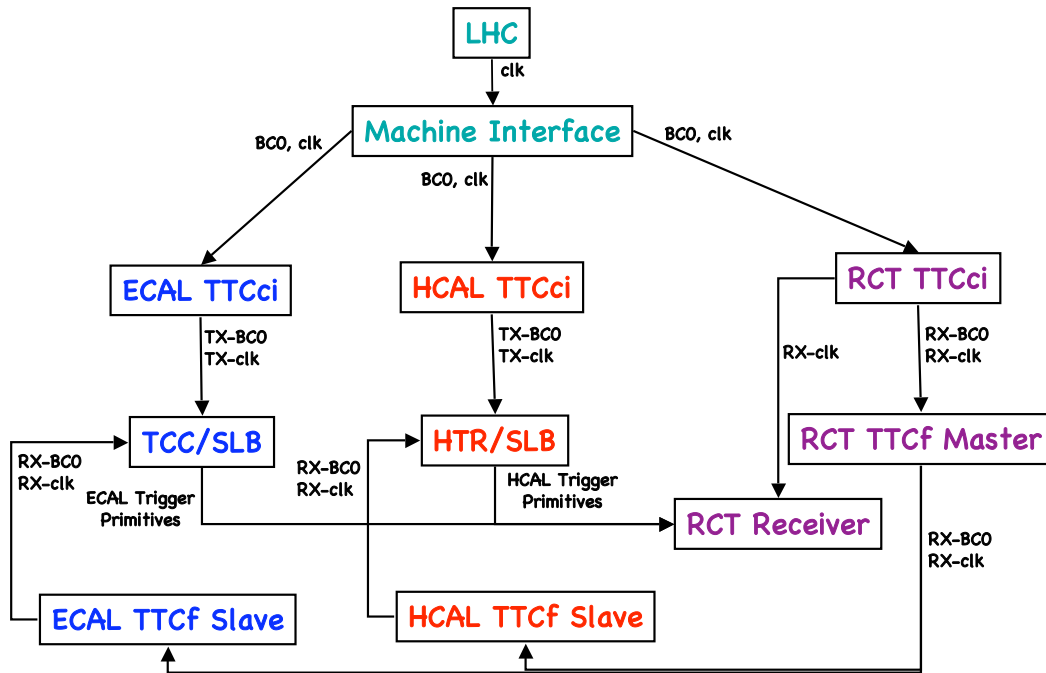 LHC
clk
Machine Interface
BC0, clk
BC0, clk
BC0, clk
ECAL TTCci
HCAL TTCci
RCT TTCci
TX-BC0
TX-clk
TX-BC0
TX-clk
RX-clk
RX-BC0
RX-clk
TCC/SLB
HTR/SLB
RCT TTCf Master
RX-BC0
RX-clk
ECAL Trigger
Primitives
RX-BC0
RX-clk
HCAL Trigger
Primitives
RCT Receiver
RX-BC0
RX-clk
ECAL TTCf Slave
HCAL TTCf Slave